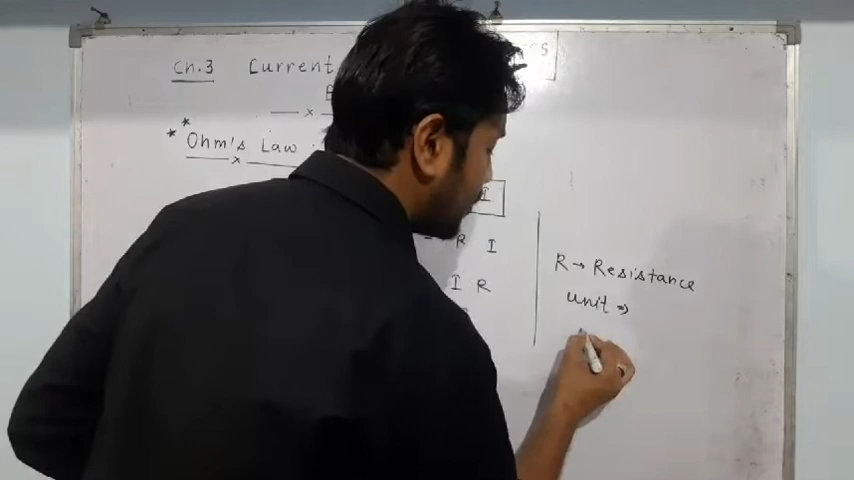 Ch.3 Current
Ohm's Law
I
R I
I R
R → Resistance
unit ⇒